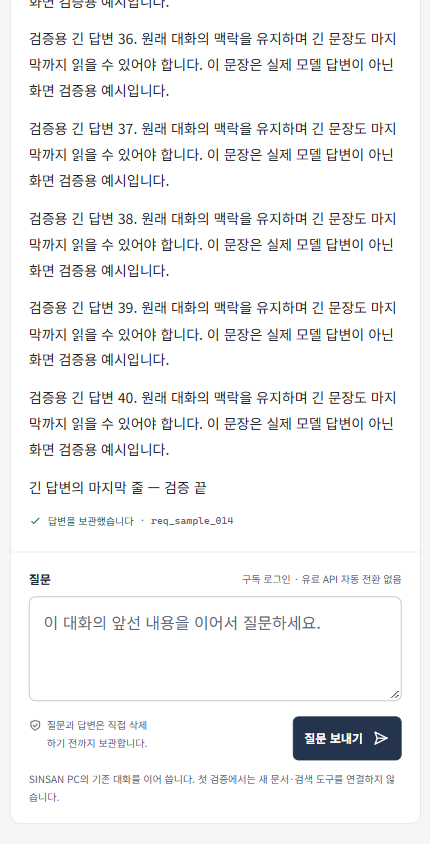 화면 검증용 예시입니다.
검증용 긴 답변 36. 원래 대화의 맥락을 유지하며 긴 문장도 마지
막까지 읽을 수 있어야 합니다. 이 문장은 실제 모델 답변이 아닌
화면 검증용 예시입니다.
검증용 긴 답변 37. 원래 대화의 맥락을 유지하며 긴 문장도 마지
막까지 읽을 수 있어야 합니다. 이 문장은 실제 모델 답변이 아닌
화면 검증용 예시입니다.
검증용 긴 답변 38. 원래 대화의 맥락을 유지하며 긴 문장도 마지
막까지 읽을 수 있어야 합니다. 이 문장은 실제 모델 답변이 아닌
화면 검증용 예시입니다.
검증용 긴 답변 39. 원래 대화의 맥락을 유지하며 긴 문장도 마지
막까지 읽을 수 있어야 합니다. 이 문장은 실제 모델 답변이 아닌
화면 검증용 예시입니다.
검증용 긴 답변 40. 원래 대화의 맥락을 유지하며 긴 문장도 마지
막까지 읽을 수 있어야 합니다. 이 문장은 실제 모델 답변이 아닌
화면 검증용 예시입니다.
긴 답변의 마지막 줄 — 검증 끝
답변을 보관했습니다 · req_sample_014
질문
구독 로그인 · 유료 API 자동 전환 없음
이 대화의 앞선 내용을 이어서 질문하세요.
질문과 답변은 직접 삭제
하기 전까지 보관합니다.
질문 보내기
SINSAN PC의 기존 대화를 이어 씁니다. 첫 검증에서는 새 문서·검색 도구를 연결하지 않
습니다.